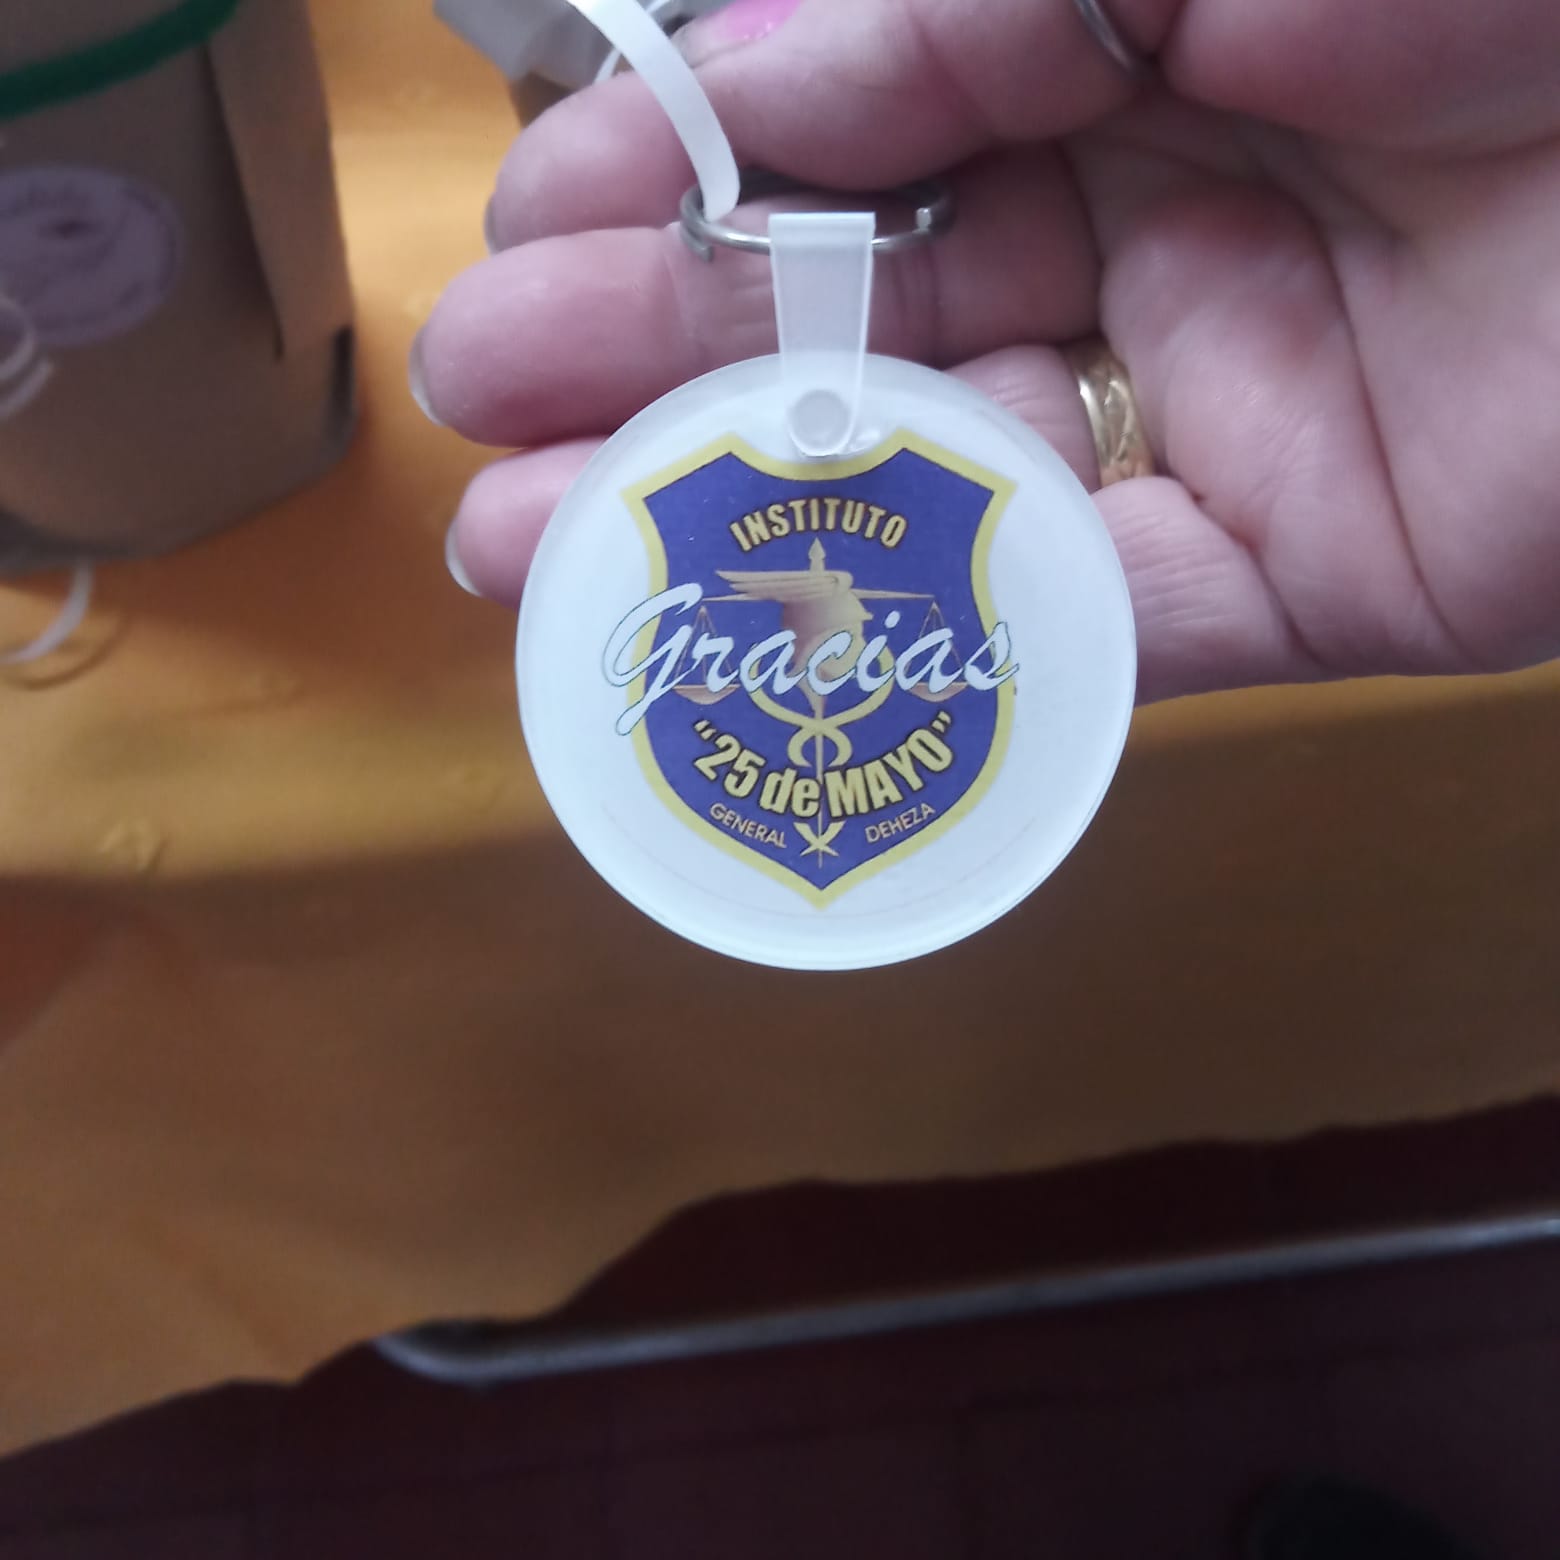 INSTITUTO
Gracias
"25 de MAYO"
GENERAL DEHEZA